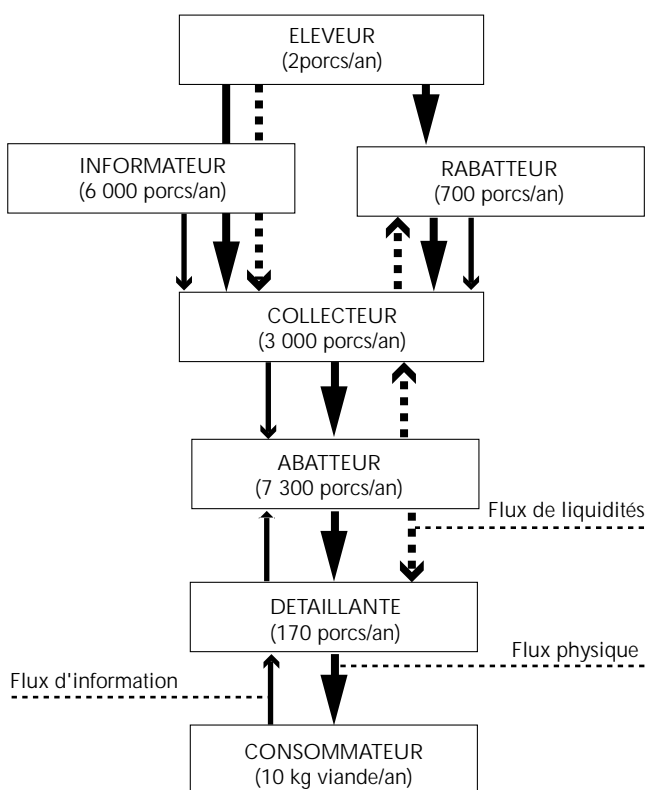 ELEVEUR
(2porcs/an)
INFORMATEUR
(6 000 porcs/an)
RABATTEUR
(700 porcs/an)
COLLECTEUR
(3 000 porcs/an)
ABATTEUR
(7 300 porcs/an)
Flux de liquidités
DETAILLANTE
(170 porcs/an)
Flux physique
Flux d'information
CONSOMMATEUR
(10 kg viande/an)